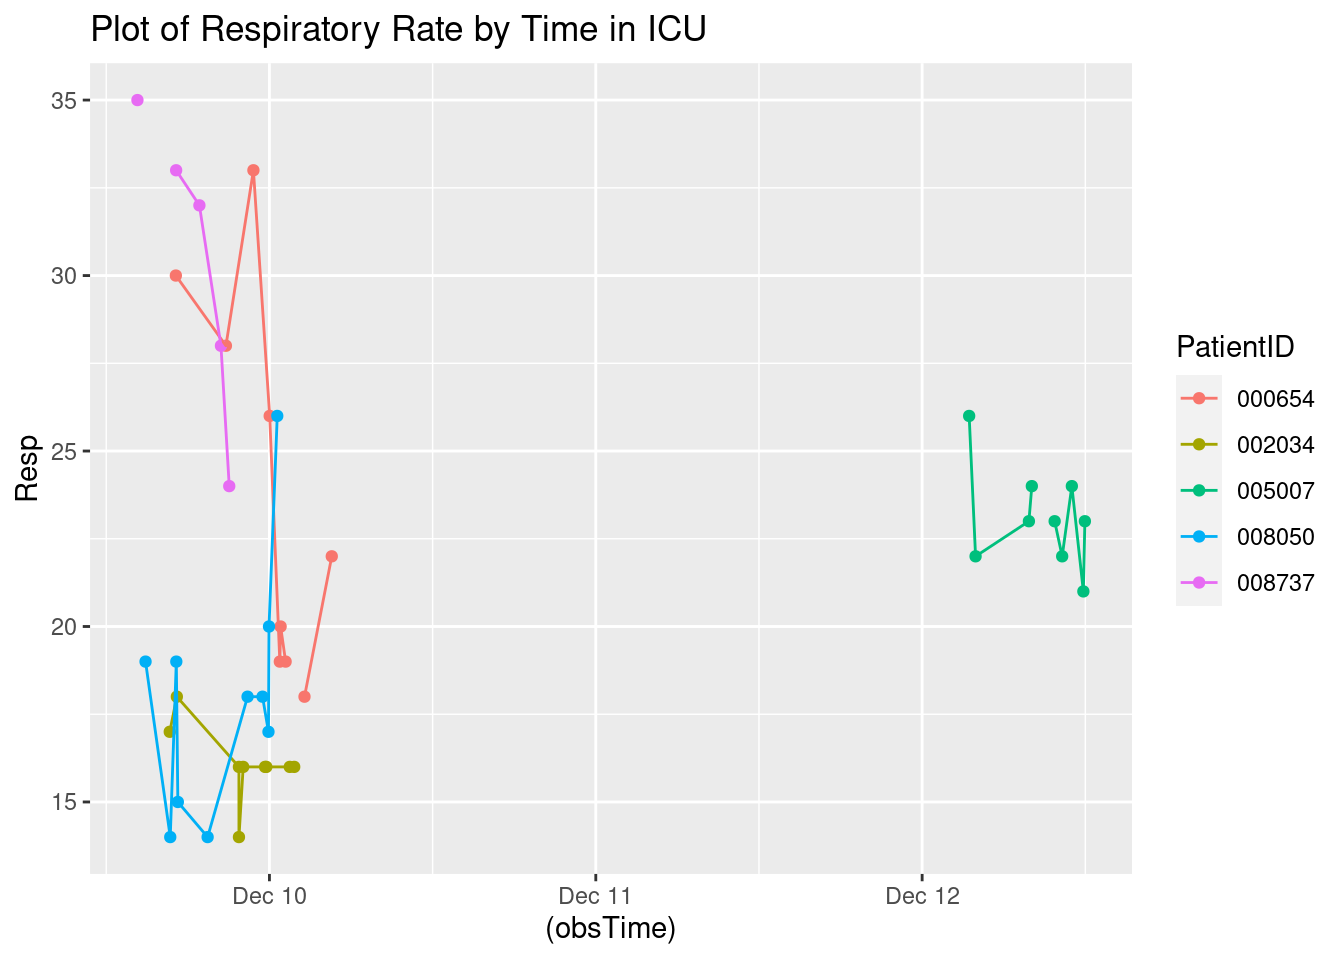 Plot of Respiratory Rate by Time in ICU
35
30
25
20
15
Resp
Dec 10
Dec 11
Dec 12
(obsTime)
PatientID
000654
002034
005007
008050
008737